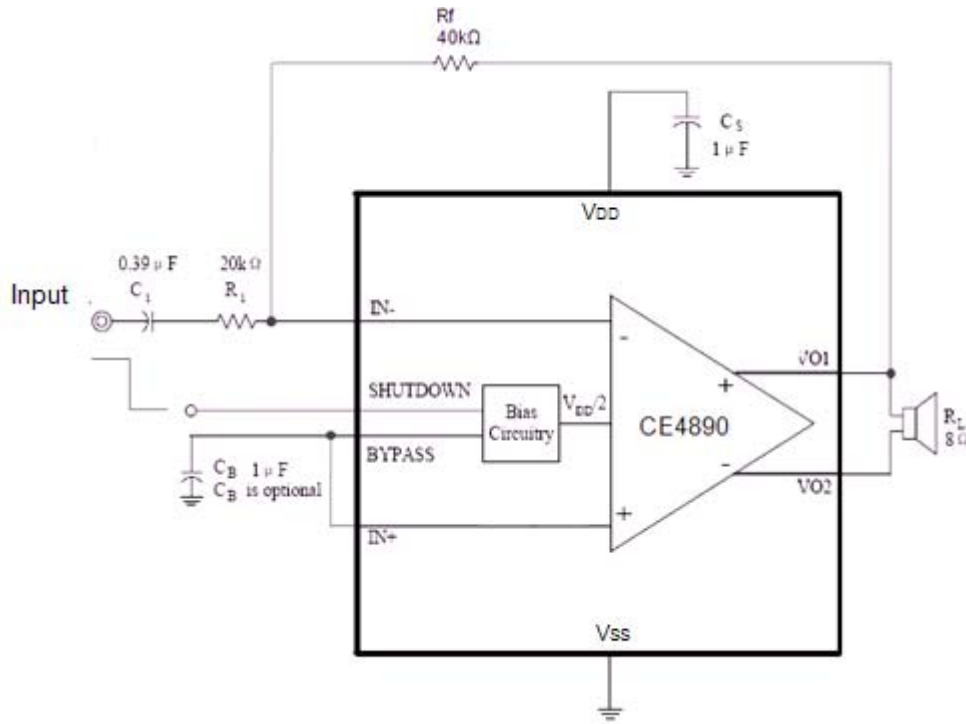 Rf
40kΩ
C5
1μF
VDD
0.39μF
C1
20kΩ
R1
Input
IN-
-
VO1
+
SHUTDOWN
Bias
Circuitry
VDD/2
CE4890
RL
8Ω
BYPASS
-
VO2
CB 1μF
CB is optional
+
IN+
Vss